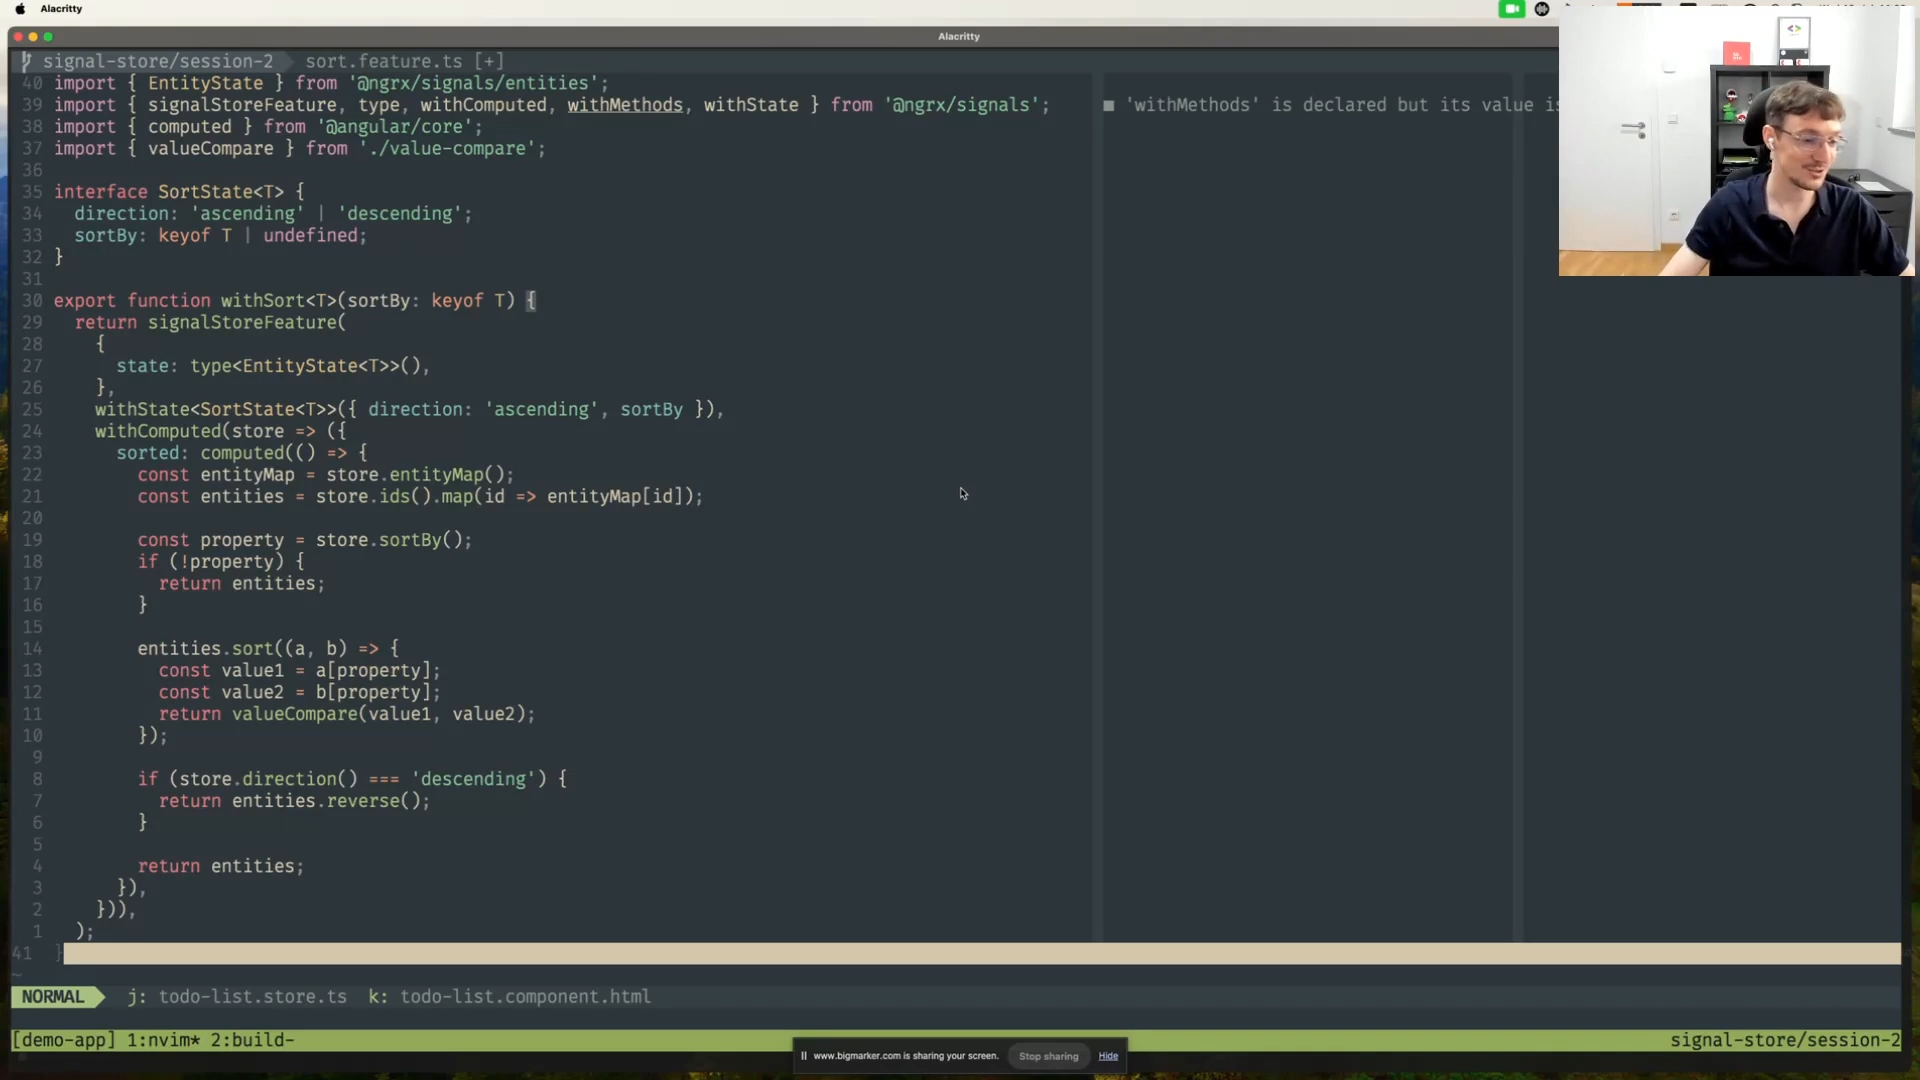 Alacritty
Alacritty
signal-store/session-2 sort.feature.ts [+]
40 import { EntityState } from '@ngrx/signals/entities';
39 import { signalStoreFeature, type, withComputed, withMethods, withState } from '@ngrx/signals'; ■ 'withMethods' is declared but its value is
38 import { computed } from '@angular/core';
37 import { valueCompare } from './value-compare';
36
35 interface SortState<T> {
34 direction: 'ascending' | 'descending';
33 sortBy: keyof T | undefined;
32 }
31
30 export function withSort<T>(sortBy: keyof T) {
29 return signalStoreFeature(
28 {
27 state: type<EntityState<T>>(),
26 },
25 withState<SortState<T>>({ direction: 'ascending', sortBy }),
24 withComputed(store => ({
23 sorted: computed(() => {
22 const entityMap = store.entityMap();
21 const entities = store.ids().map(id => entityMap[id]);
20
19 const property = store.sortBy();
18 if (!property) {
17 return entities;
16 }
15
14 entities.sort((a, b) => {
13 const value1 = a[property];
12 const value2 = b[property];
11 return valueCompare(value1, value2);
10 });
9
8 if (store.direction() === 'descending') {
7 return entities.reverse();
6 }
5
4 return entities;
3 }),
2 })),
1 );
41 }
~
NORMAL j: todo-list.store.ts k: todo-list.component.html
[demo-app] 1:nvim* 2:build- signal-store/session-2
www.bigmarker.com is sharing your screen. Stop sharing Hide